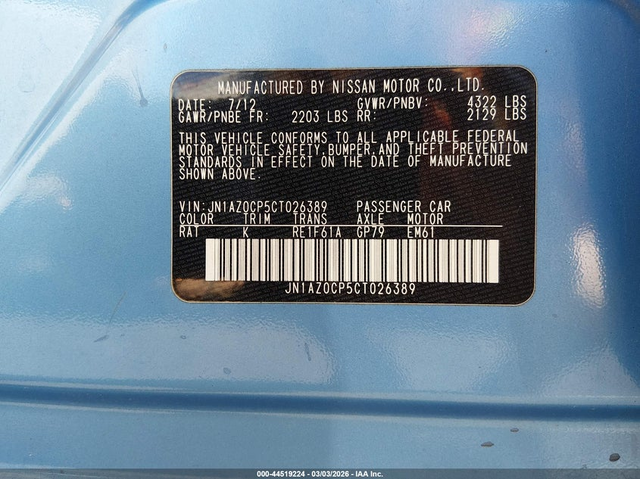 MANUFACTURED BY NISSAN MOTOR CO.,LTD.
DATE: 7/12 GVWR/PNBV: 4322 LBS
GAWR/PNBE FR: 2203 LBS RR: 2129 LBS
THIS VEHICLE CONFORMS TO ALL APPLICABLE FEDERAL
MOTOR VEHICLE SAFETY,BUMPER,AND THEFT PREVENTION
STANDARDS IN EFFECT ON THE DATE OF MANUFACTURE
SHOWN ABOVE.
VIN:JN1AZ0CP5CT026389 PASSENGER CAR
COLOR TRIM TRANS AXLE MOTOR
RAT K RE1F61A GP79 EM61
JN1AZ0CP5CT026389
000-44519224 - 03/03/2026 - IAA Inc.